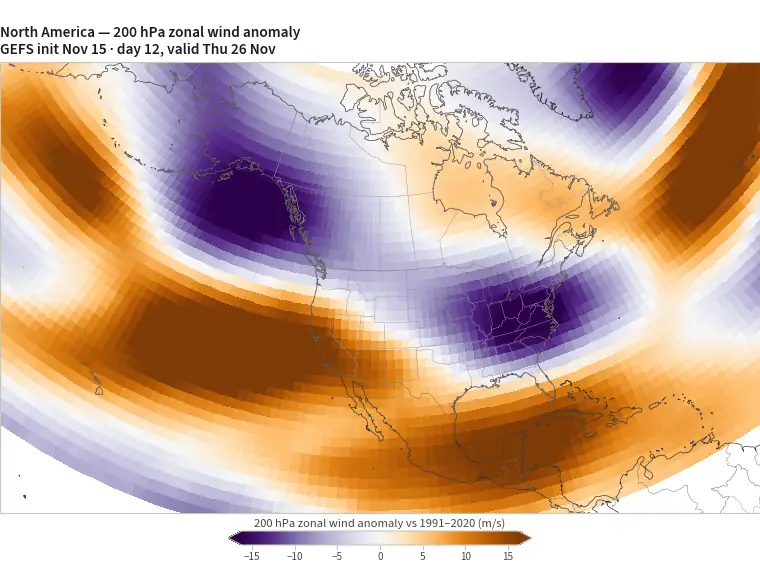 North America — 200 hPa zonal wind anomaly
GEFS init Nov 15 · day 12, valid Thu 26 Nov
200 hPa zonal wind anomaly vs 1991–2020 (m/s)
−15 −10 −5 0 5 10 15